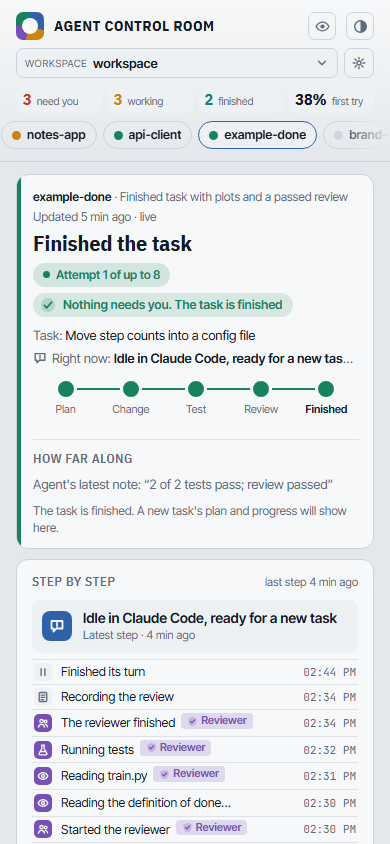 AGENT CONTROL ROOM
WORKSPACE workspace
3 need you 3 working 2 finished 38% first try
notes-app api-client example-done brand-
example-done · Finished task with plots and a passed review
Updated 5 min ago · live
Finished the task
Attempt 1 of up to 8
Nothing needs you. The task is finished
Task: Move step counts into a config file
Right now: Idle in Claude Code, ready for a new tas…
Plan Change Test Review Finished
HOW FAR ALONG
Agent's latest note: “2 of 2 tests pass; review passed”
The task is finished. A new task's plan and progress will show
here.
STEP BY STEP last step 4 min ago
Idle in Claude Code, ready for a new task
Latest step · 4 min ago
Finished its turn 02:44 PM
Recording the review 02:34 PM
The reviewer finished Reviewer 02:34 PM
Running tests Reviewer 02:32 PM
Reading train.py Reviewer 02:31 PM
Reading the definition of done… 02:30 PM
Started the reviewer Reviewer 02:30 PM